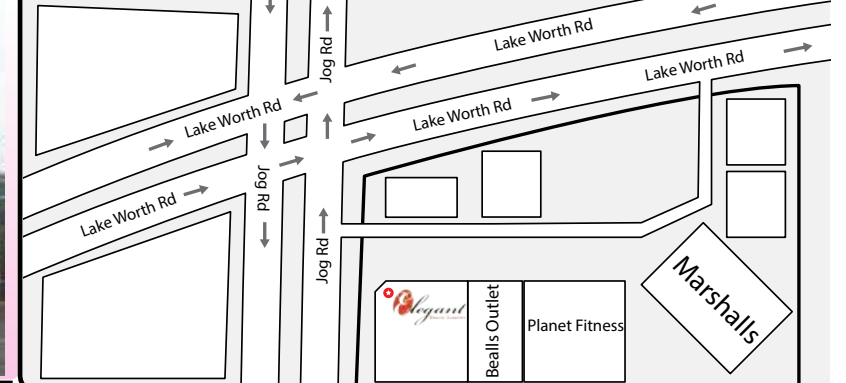 Lake Worth Rd
Jog Rd
Lake Worth Rd
Lake Worth Rd
Lake Worth Rd
Lake Worth Rd
Jog Rd
Jog Rd
Marshalls
Elegant
Bealls Outlet
Planet Fitness